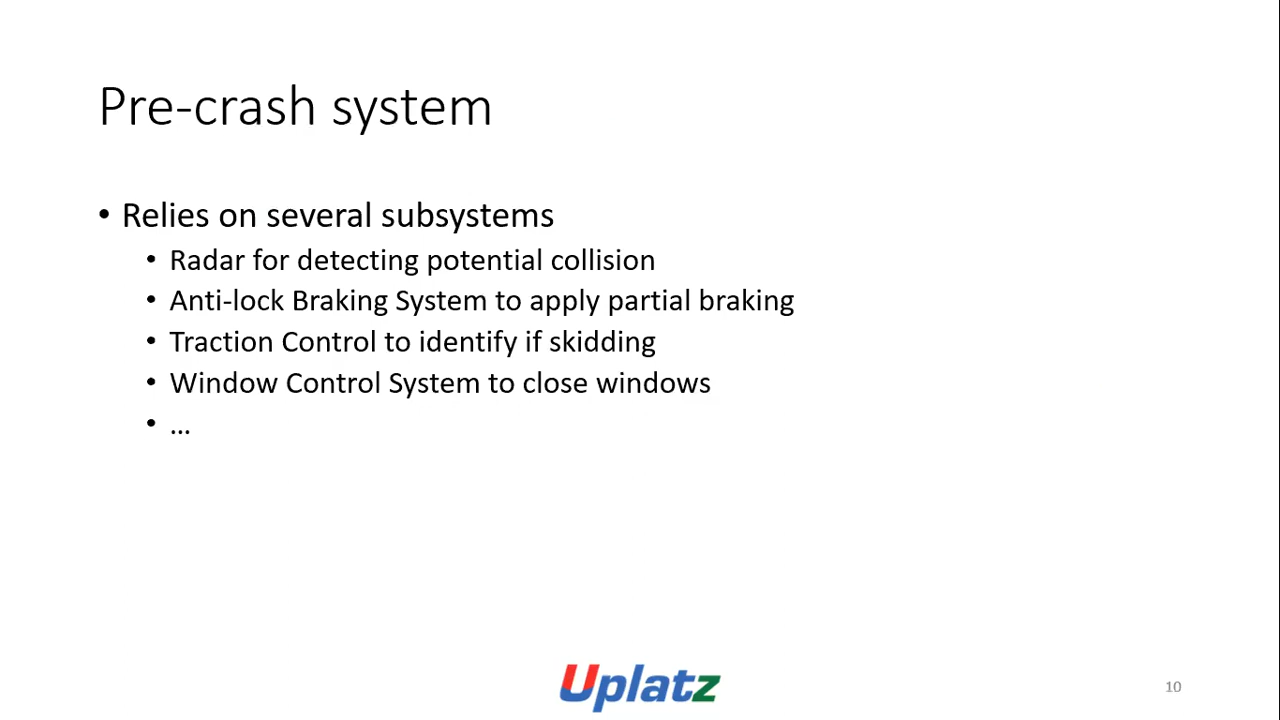 Pre-crash system
• Relies on several subsystems
• Radar for detecting potential collision
• Anti-lock Braking System to apply partial braking
• Traction Control to identify if skidding
• Window Control System to close windows
• ...
Uplatz
10